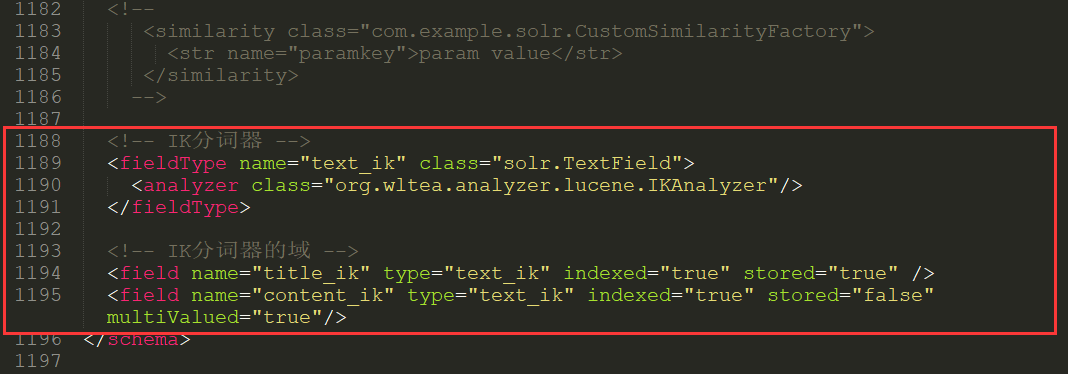 1182 <!--
1183 <similarity class="com.example.solr.CustomSimilarityFactory">
1184 <str name="paramkey">param value</str>
1185 </similarity>
1186 -->
1187
1188 <!-- IK分词器 -->
1189 <fieldType name="text_ik" class="solr.TextField">
1190 <analyzer class="org.wltea.analyzer.lucene.IKAnalyzer"/>
1191 </fieldType>
1192
1193 <!-- IK分词器的域 -->
1194 <field name="title_ik" type="text_ik" indexed="true" stored="true" />
1195 <field name="content_ik" type="text_ik" indexed="true" stored="false"
multiValued="true"/>
1196 </schema>
1197